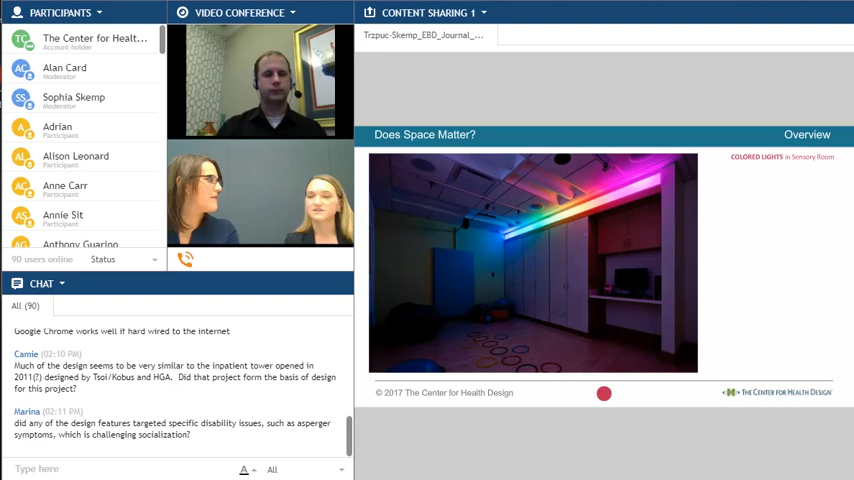 PARTICIPANTS
TC
The Center for Healt...
Account holder
AC
Alan Card
Moderator
SS
Sophia Skemp
Moderator
A
Adrian
Participant
AL
Alison Leonard
Participant
AC
Anne Carr
Participant
AS
Annie Sit
Participant
AG
Anthony Guarino
90 users online
Status
VIDEO CONFERENCE
CHAT
All (90)
Google Chrome works well if hard wired to the internet
Camie (02:10 PM)
Much of the design seems to be very similar to the inpatient tower opened in
2011(?) designed by Tsoi/Kobus and HGA. Did that project form the basis of design
for this project?
Marina (02:11 PM)
did any of the design features targeted specific disability issues, such as asperger
symptoms, which is challenging socialization?
Type here
A
All
CONTENT SHARING 1
Trzpuc-Skemp_EBD_Journal_...
Does Space Matter?
Overview
COLORED LIGHTS in Sensory Room
© 2017 The Center for Health Design
THE CENTER FOR HEALTH DESIGN